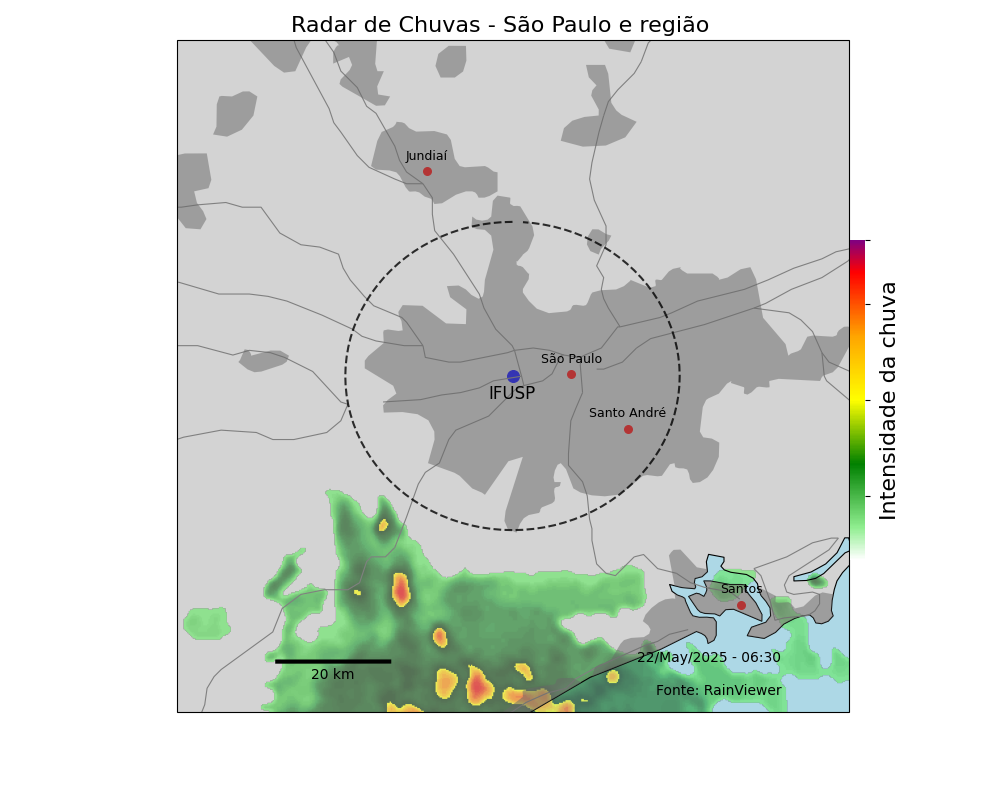 Radar de Chuvas - São Paulo e região
Jundiaí
São Paulo
IFUSP
Santo André
Intensidade da chuva
Santos
22/May/2025 - 06:30
20 km
Fonte: RainViewer